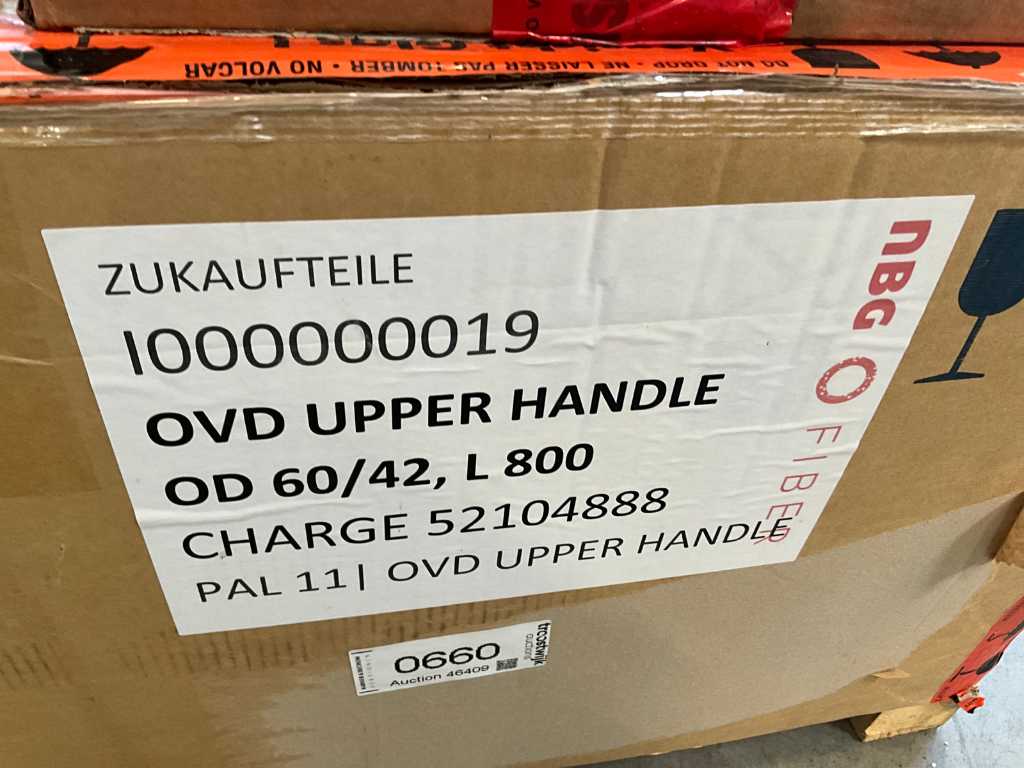 DO NOT DROP • NE LAISSER PAS TOMBER • NO VOLCAR
ZUKAUFTEILE
I000000019
OVD UPPER HANDLE
OD 60/42, L 800
CHARGE 52104888
PAL 11| OVD UPPER HANDLE
NBG FIBER
0660
Auction 46409
troostwijk
auctions